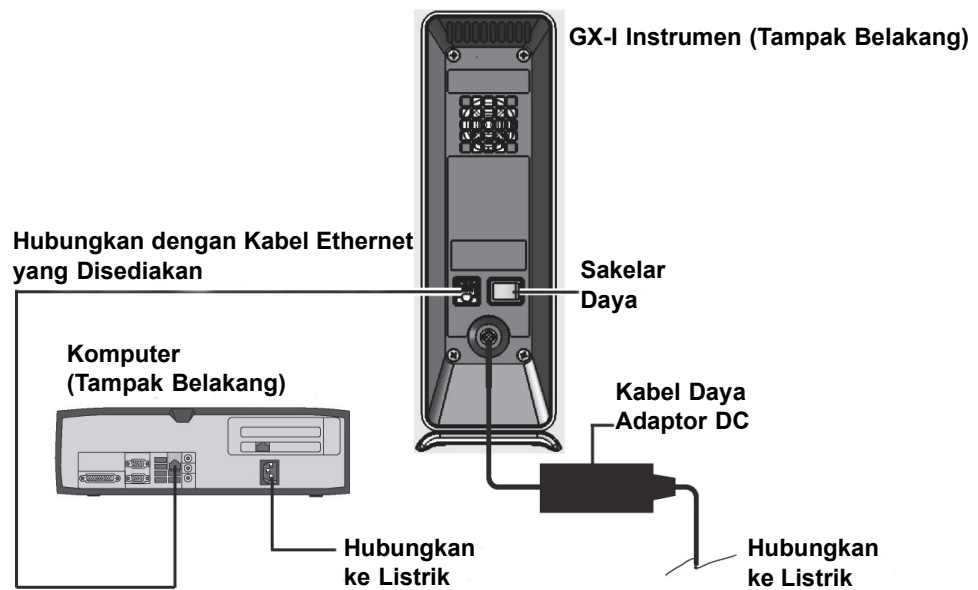 GX-I Instrumen (Tampak Belakang)
Hubungkan dengan Kabel Ethernet
yang Disediakan
Sakelar
Daya
Komputer
(Tampak Belakang)
Kabel Daya
Adaptor DC
Hubungkan
ke Listrik
Hubungkan
ke Listrik